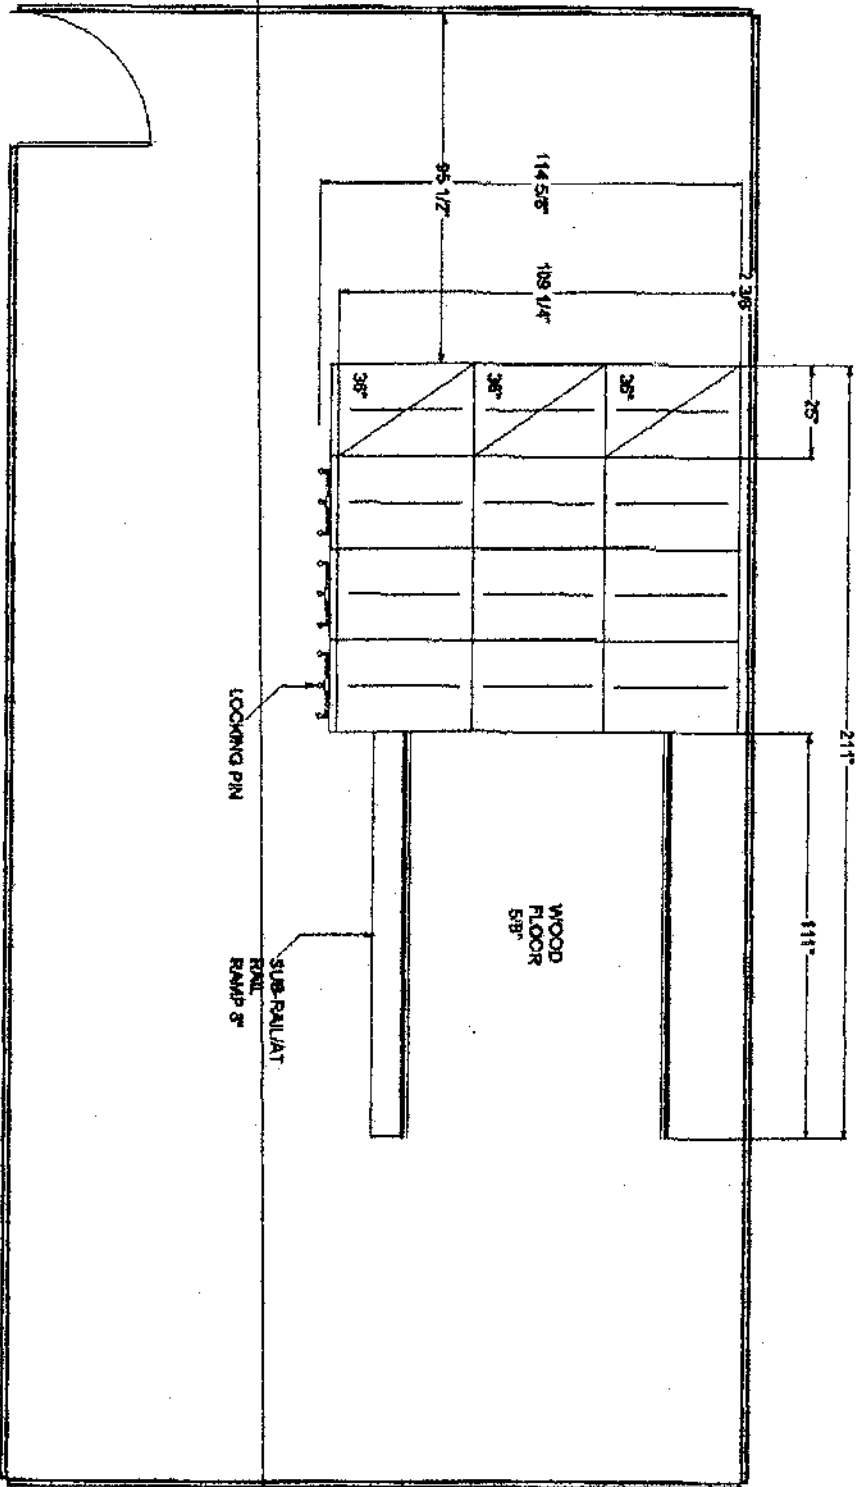 114 5/8"
95 1/2"
109 1/4"
2 3/8"
36"
36"
36"
25"
211"
111"
LOCKING PIN
WOOD
FLOOR
5/8"
SUB-RAIL/AT
RAIL
RAMP 3"